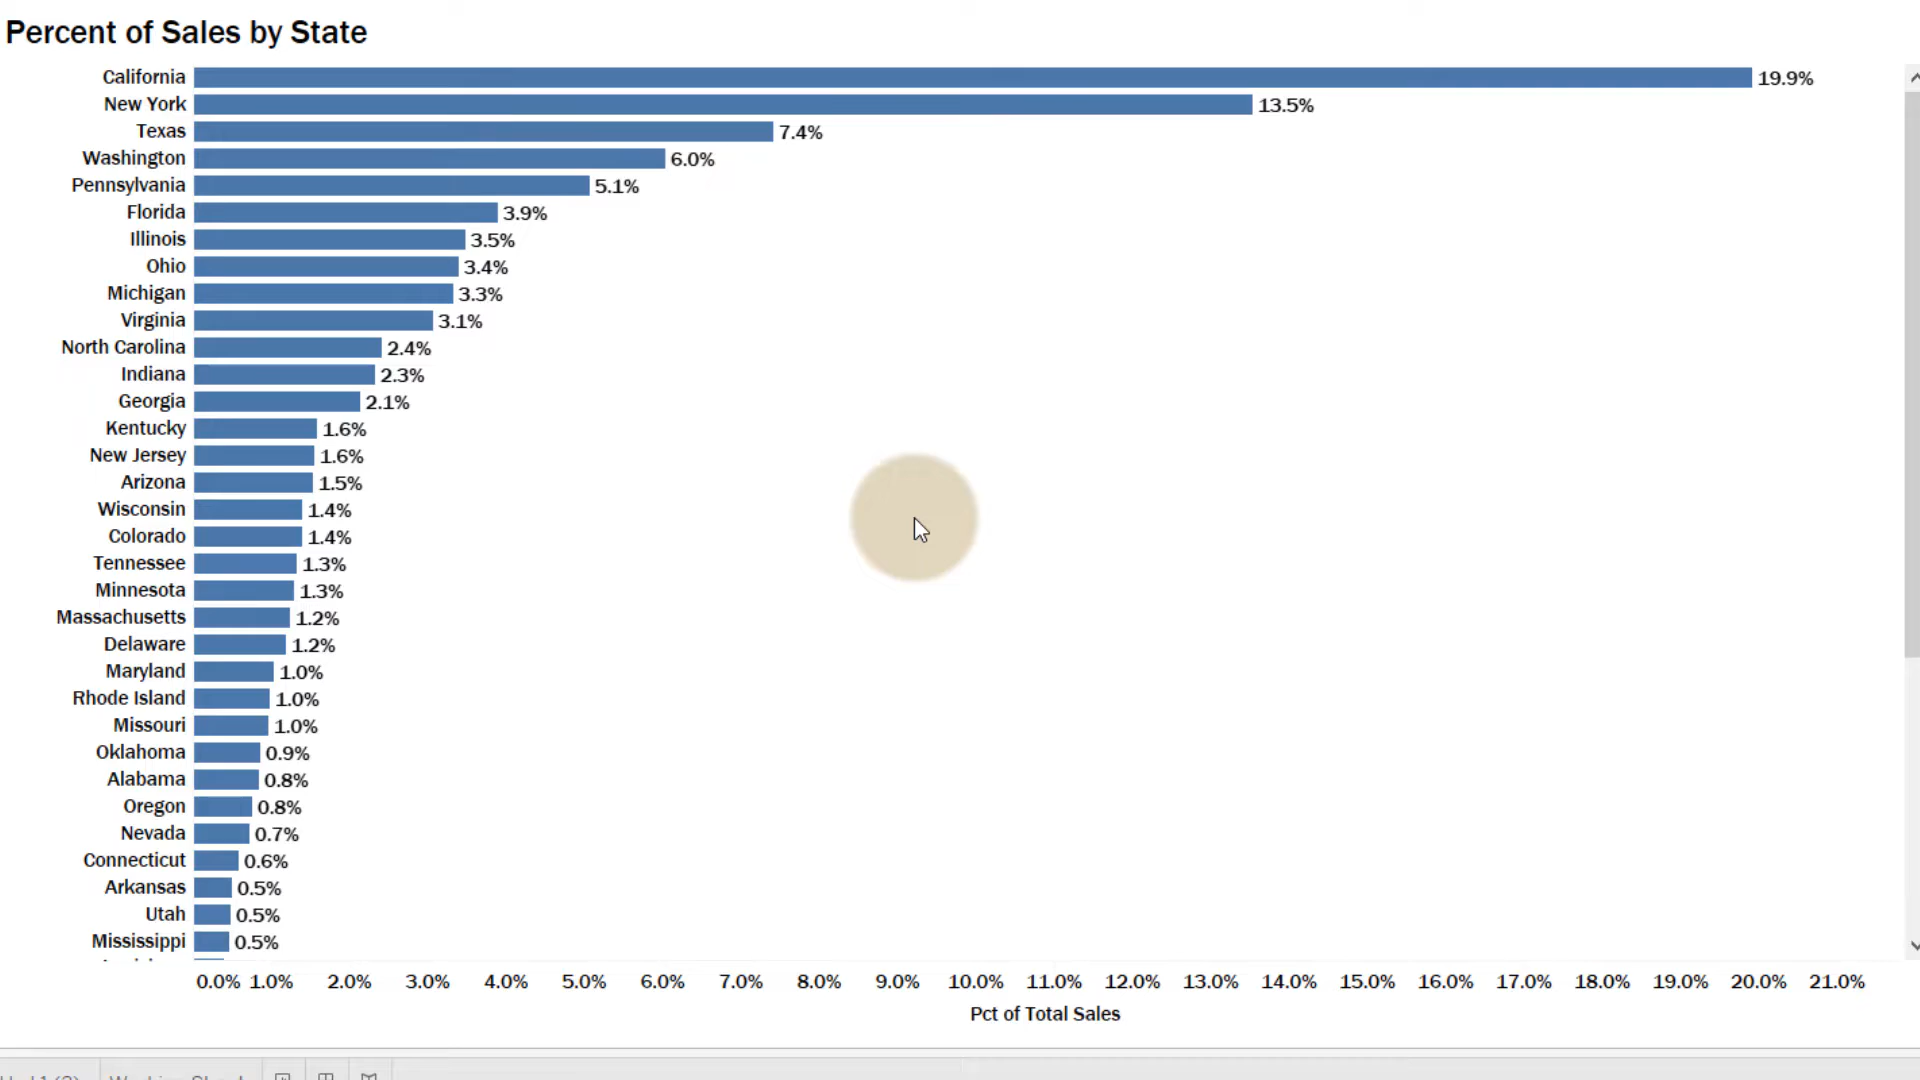 Percent of Sales by State
California 19.9%
New York 13.5%
Texas 7.4%
Washington 6.0%
Pennsylvania 5.1%
Florida 3.9%
Illinois 3.5%
Ohio 3.4%
Michigan 3.3%
Virginia 3.1%
North Carolina 2.4%
Indiana 2.3%
Georgia 2.1%
Kentucky 1.6%
New Jersey 1.6%
Arizona 1.5%
Wisconsin 1.4%
Colorado 1.4%
Tennessee 1.3%
Minnesota 1.3%
Massachusetts 1.2%
Delaware 1.2%
Maryland 1.0%
Rhode Island 1.0%
Missouri 1.0%
Oklahoma 0.9%
Alabama 0.8%
Oregon 0.8%
Nevada 0.7%
Connecticut 0.6%
Arkansas 0.5%
Utah 0.5%
Mississippi 0.5%
0.0% 1.0% 2.0% 3.0% 4.0% 5.0% 6.0% 7.0% 8.0% 9.0% 10.0% 11.0% 12.0% 13.0% 14.0% 15.0% 16.0% 17.0% 18.0% 19.0% 20.0% 21.0%
Pct of Total Sales